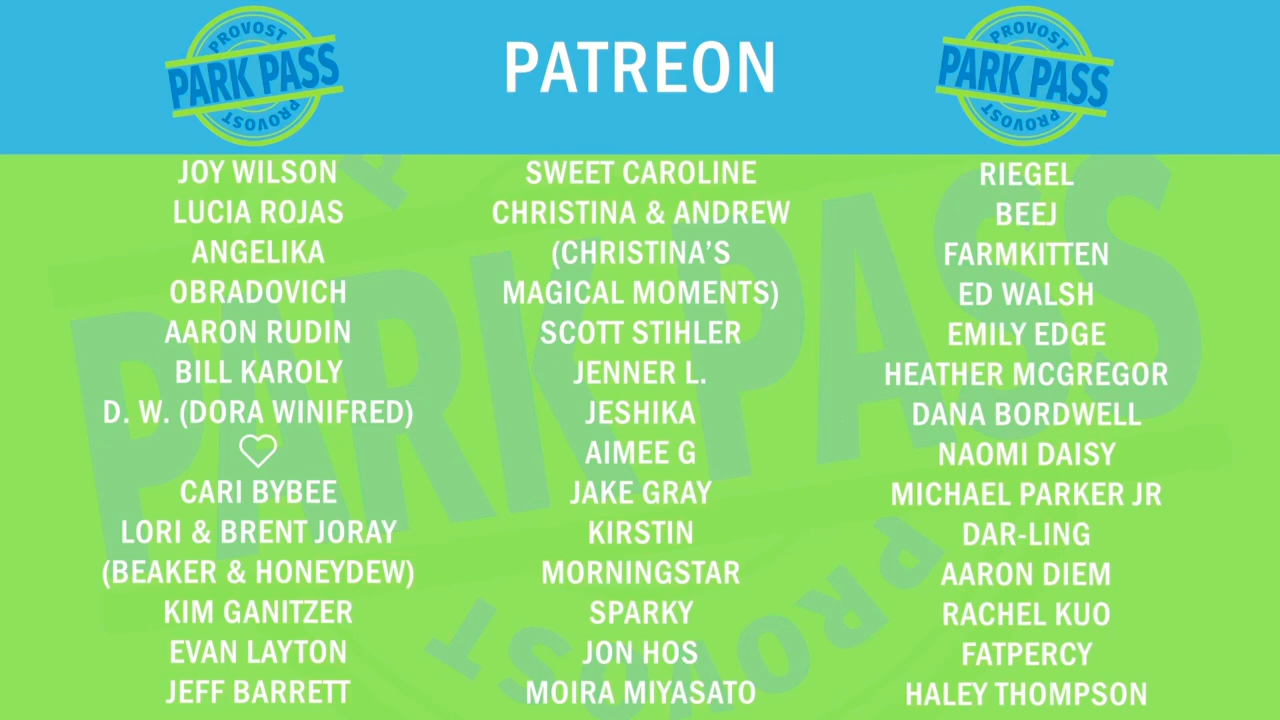 PROVOST
PARK PASS
PROVOST
PATREON
PROVOST
PARK PASS
PROVOST
JOY WILSON
LUCIA ROJAS
ANGELIKA
OBRADOVICH
AARON RUDIN
BILL KAROLY
D. W. (DORA WINIFRED)
♡
CARI BYBEE
LORI & BRENT JORAY
(BEAKER & HONEYDEW)
KIM GANITZER
EVAN LAYTON
JEFF BARRETT
SWEET CAROLINE
CHRISTINA & ANDREW
(CHRISTINA’S
MAGICAL MOMENTS)
SCOTT STIHLER
JENNER L.
JESHIKA
AIMEE G
JAKE GRAY
KIRSTIN
MORNINGSTAR
SPARKY
JON HOS
MOIRA MIYASATO
RIEGEL
BEEJ
FARMKITTEN
ED WALSH
EMILY EDGE
HEATHER MCGREGOR
DANA BORDWELL
NAOMI DAISY
MICHAEL PARKER JR
DAR-LING
AARON DIEM
RACHEL KUO
FATPERCY
HALEY THOMPSON
PARK PASS
PROVOST